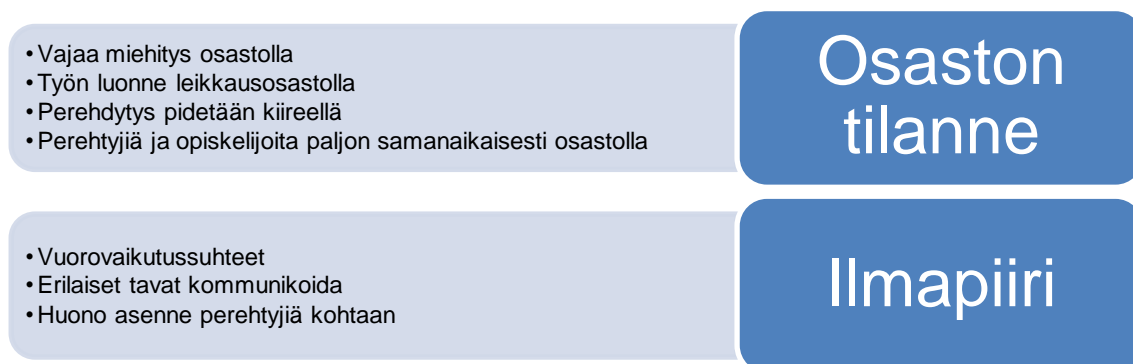 • Vajaa miehitys osastolla
• Työn luonne leikkausosastolla
• Perehdytys pidetään kiireellä
• Perehtyjiä ja opiskelijoita paljon samanaikaisesti osastolla
Osaston
tilanne
• Vuorovaikutussuhteet
• Erilaiset tavat kommunikoida
• Huono asenne perehtyjiä kohtaan
Ilmapiiri